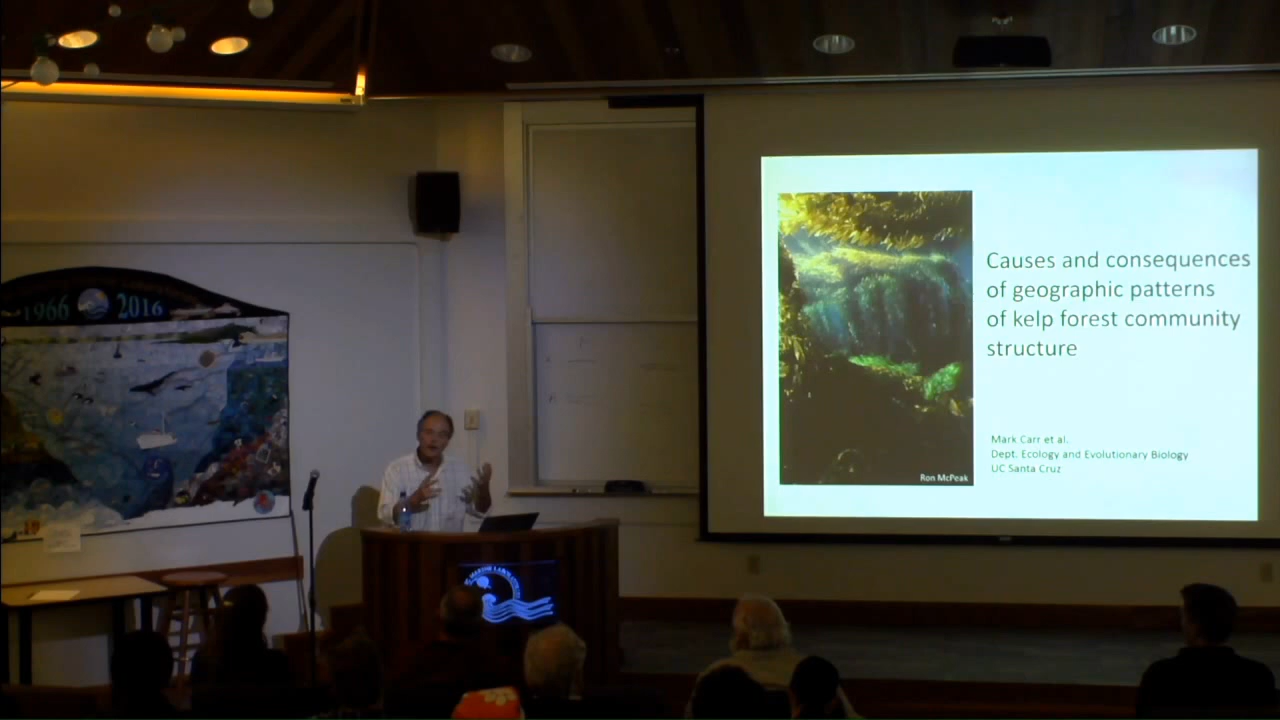 1966 2016
Causes and consequences
of geographic patterns
of kelp forest community
structure
Mark Carr et al.
Dept. Ecology and Evolutionary Biology
UC Santa Cruz
Ron McPeak
MARINE